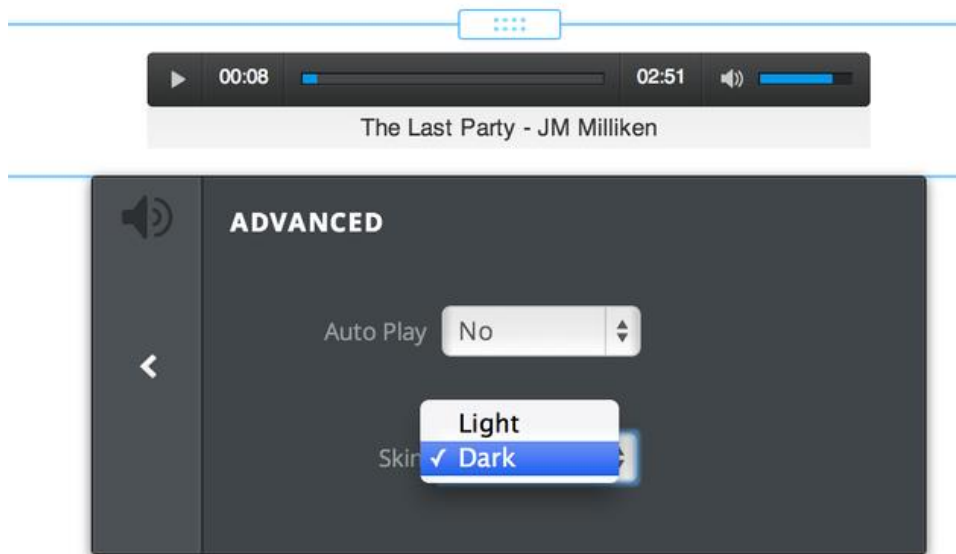 00:08 02:51
The Last Party - JM Milliken
ADVANCED
Auto Play No
Light
Skin ✓ Dark